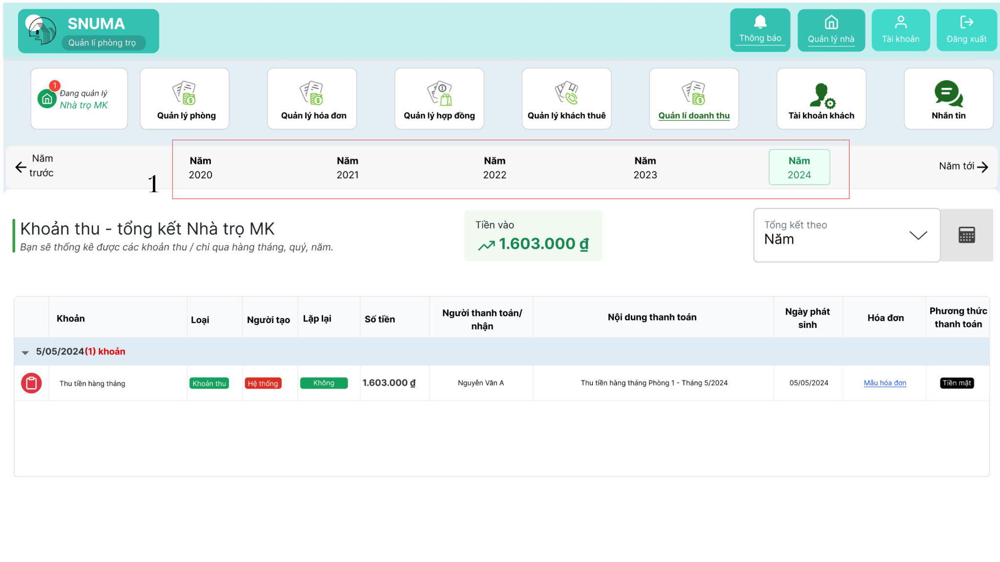 SNUMA
Quản lí phòng trọ
Thông báo
Quản lý nhà
Tài khoản
Đăng xuất
1
Đang quản lý
Nhà trọ MK
Quản lý phòng
Quản lý hóa đơn
Quản lý hợp đồng
Quản lý khách thuê
Quản lí doanh thu
Tài khoản khách
Nhắn tin
Năm
trước
1
Năm
2020
Năm
2021
Năm
2022
Năm
2023
Năm
2024
Năm tới
Khoản thu - tổng kết Nhà trọ MK
Bạn sẽ thống kê được các khoản thu / chi qua hàng tháng, quý, năm.
Tiền vào
1.603.000 ₫
Tổng kết theo
Năm
Khoản
Loại
Người tạo
Lặp lại
Số tiền
Người thanh toán/
nhận
Nội dung thanh toán
Ngày phát
sinh
Hóa đơn
Phương thức
thanh toán
5/05/2024(1) khoản
Thu tiền hàng tháng
Khoản thu
Hệ thống
Không
1.603.000 ₫
Nguyễn Văn A
Thu tiền hàng tháng Phòng 1 - Tháng 5/2024
05/05/2024
Mẫu hóa đơn
Tiền mặt